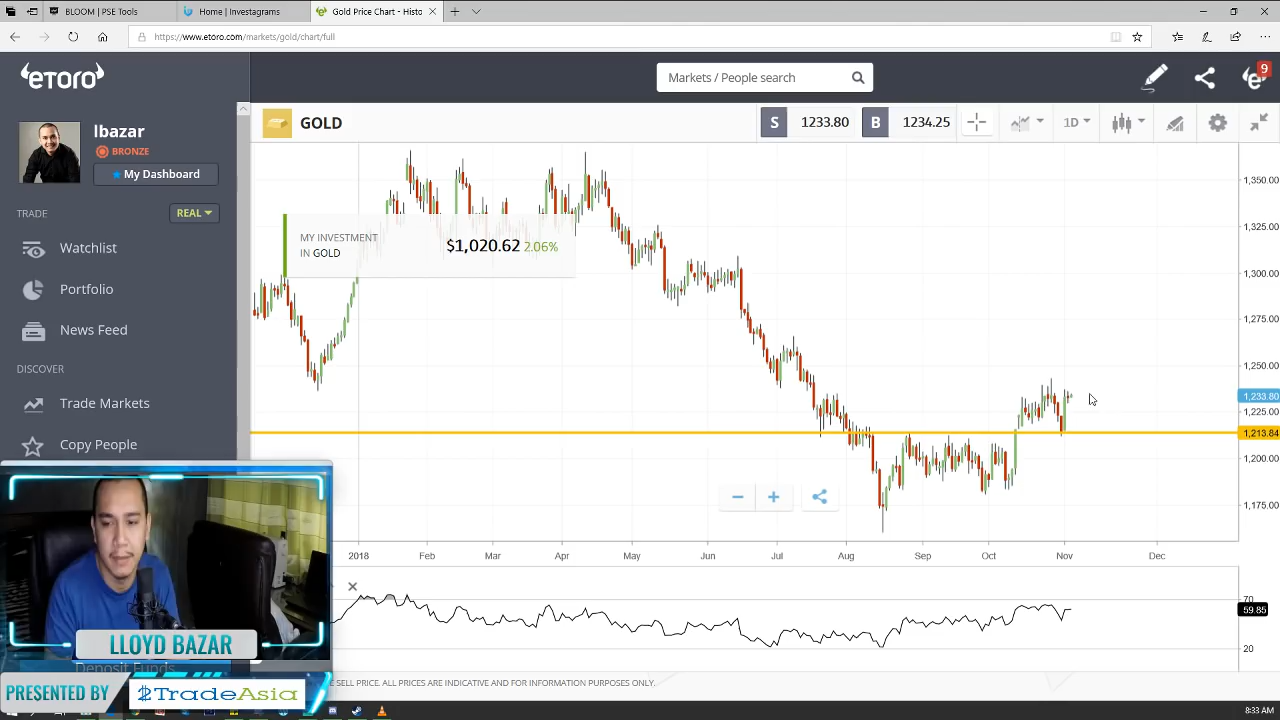 BLOOM | PSE Tools
Home | Investagrams
Gold Price Chart - Histo
https://www.etoro.com/markets/gold/chart/full
eToro
Markets / People search
9
lbazar
BRONZE
My Dashboard
GOLD
S 1233.80 B 1234.25 1D
TRADE REAL
Watchlist
Portfolio
News Feed
DISCOVER
Trade Markets
Copy People
Deposit Funds
MY INVESTMENT
IN GOLD
$1,020.62 2.06%
1,350.00
1,325.00
1,300.00
1,275.00
1,250.00
1,233.80
1,225.00
1,213.84
1,200.00
1,175.00
2018 Feb Mar Apr May Jun Jul Aug Sep Oct Nov Dec
70
59.85
20
LLOYD BAZAR
PRESENTED BY
$TradeAsia
SELL PRICE. ALL PRICES ARE INDICATIVE AND FOR INFORMATION PURPOSES ONLY.
8:33 AM